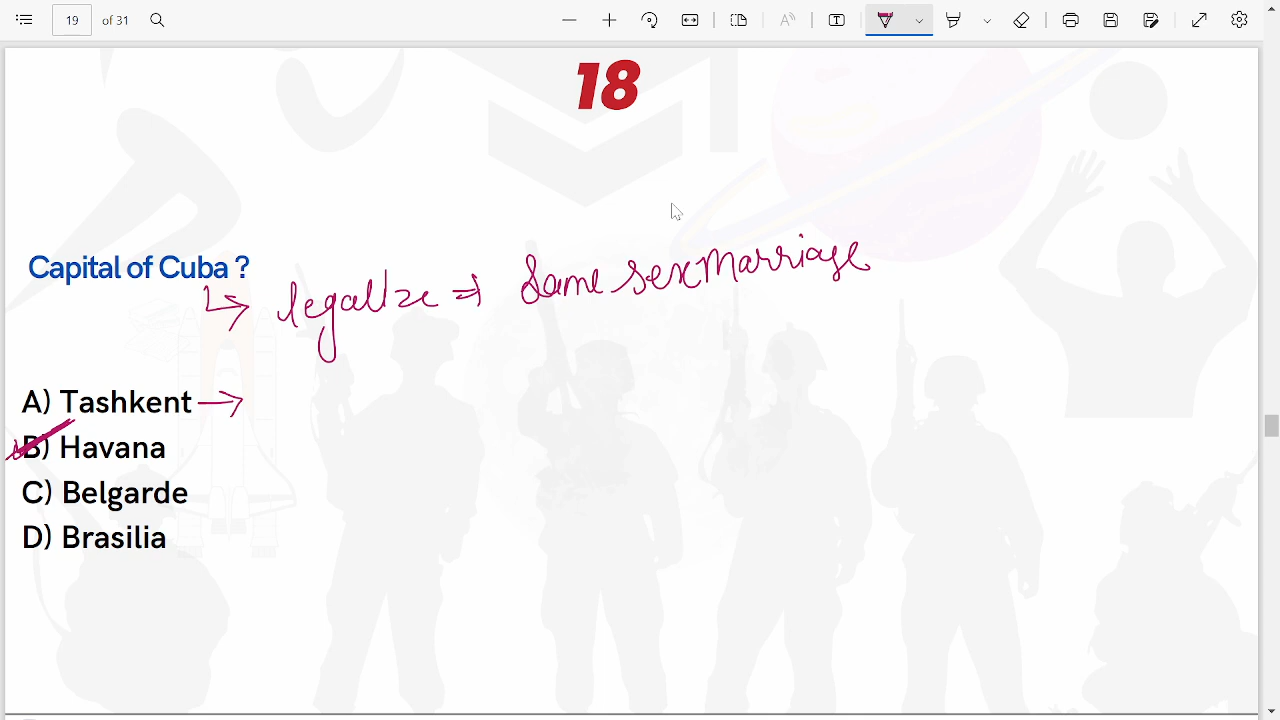 19 of 31
18
Capital of Cuba ?
legalize ⇒ Same sex Marriage
A) Tashkent →
B) Havana
C) Belgarde
D) Brasilia